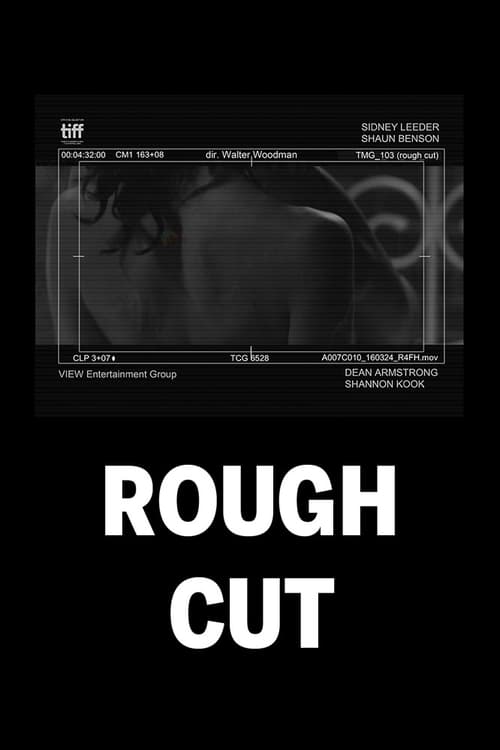 tiff
SIDNEY LEEDER
SHAUN BENSON
00:04:32:00 CM1 163+08 dir. Walter Woodman TMG_103 (rough cut)
CLP 3+07 TCG 6528 A007C010_160324_R4FH.mov
VIEW Entertainment Group
DEAN ARMSTRONG
SHANNON KOOK
ROUGH
CUT